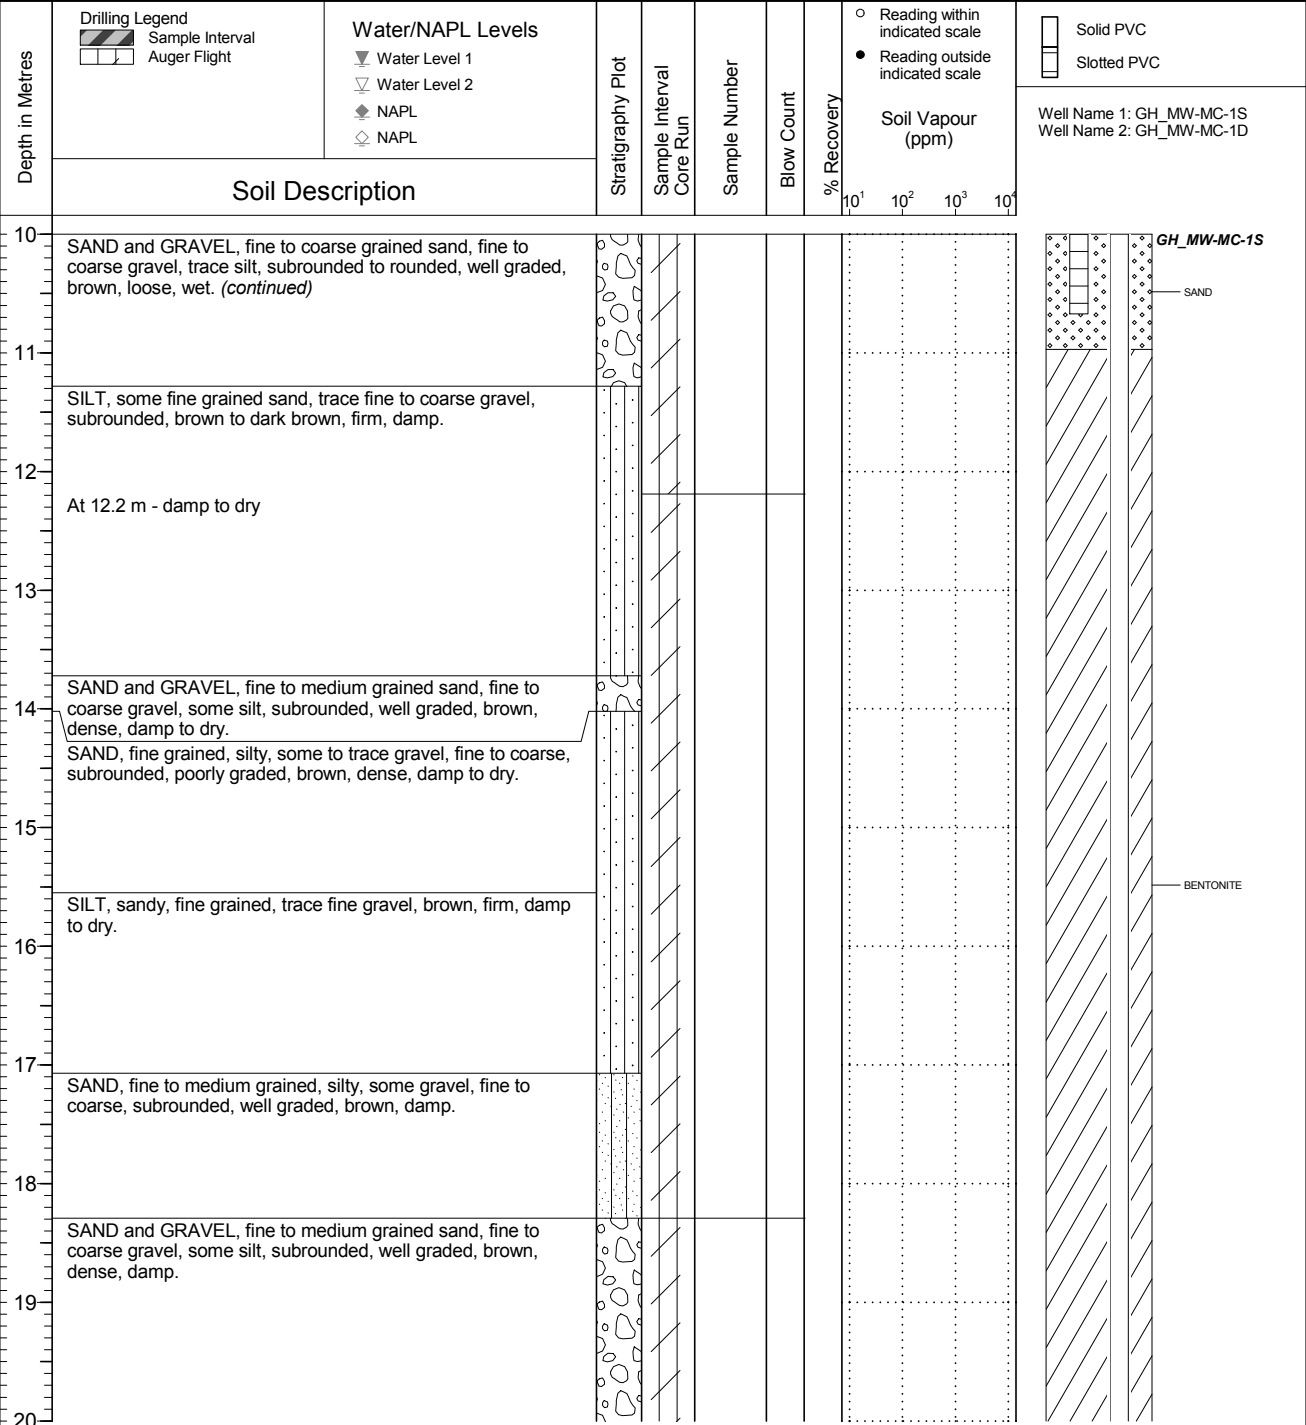 Drilling Legend
Sample Interval
Auger Flight
Water/NAPL Levels
Water Level 1
Water Level 2
NAPL
NAPL
Depth in Metres
Soil Description
Stratigraphy Plot
Sample Interval
Core Run
Sample Number
Blow Count
% Recovery
Reading within
indicated scale
Reading outside
indicated scale
Soil Vapour
(ppm)
10¹ 10² 10³ 10⁴
Solid PVC
Slotted PVC
Well Name 1: GH_MW-MC-1S
Well Name 2: GH_MW-MC-1D
10
SAND and GRAVEL, fine to coarse grained sand, fine to
coarse gravel, trace silt, subrounded to rounded, well graded,
brown, loose, wet. (continued)
GH_MW-MC-1S
SAND
11
SILT, some fine grained sand, trace fine to coarse gravel,
subrounded, brown to dark brown, firm, damp.
12
At 12.2 m - damp to dry
13
SAND and GRAVEL, fine to medium grained sand, fine to
coarse gravel, some silt, subrounded, well graded, brown,
dense, damp to dry.
14
SAND, fine grained, silty, some to trace gravel, fine to coarse,
subrounded, poorly graded, brown, dense, damp to dry.
15
BENTONITE
SILT, sandy, fine grained, trace fine gravel, brown, firm, damp
to dry.
16
17
SAND, fine to medium grained, silty, some gravel, fine to
coarse, subrounded, well graded, brown, damp.
18
SAND and GRAVEL, fine to medium grained sand, fine to
coarse gravel, some silt, subrounded, well graded, brown,
dense, damp.
19
20